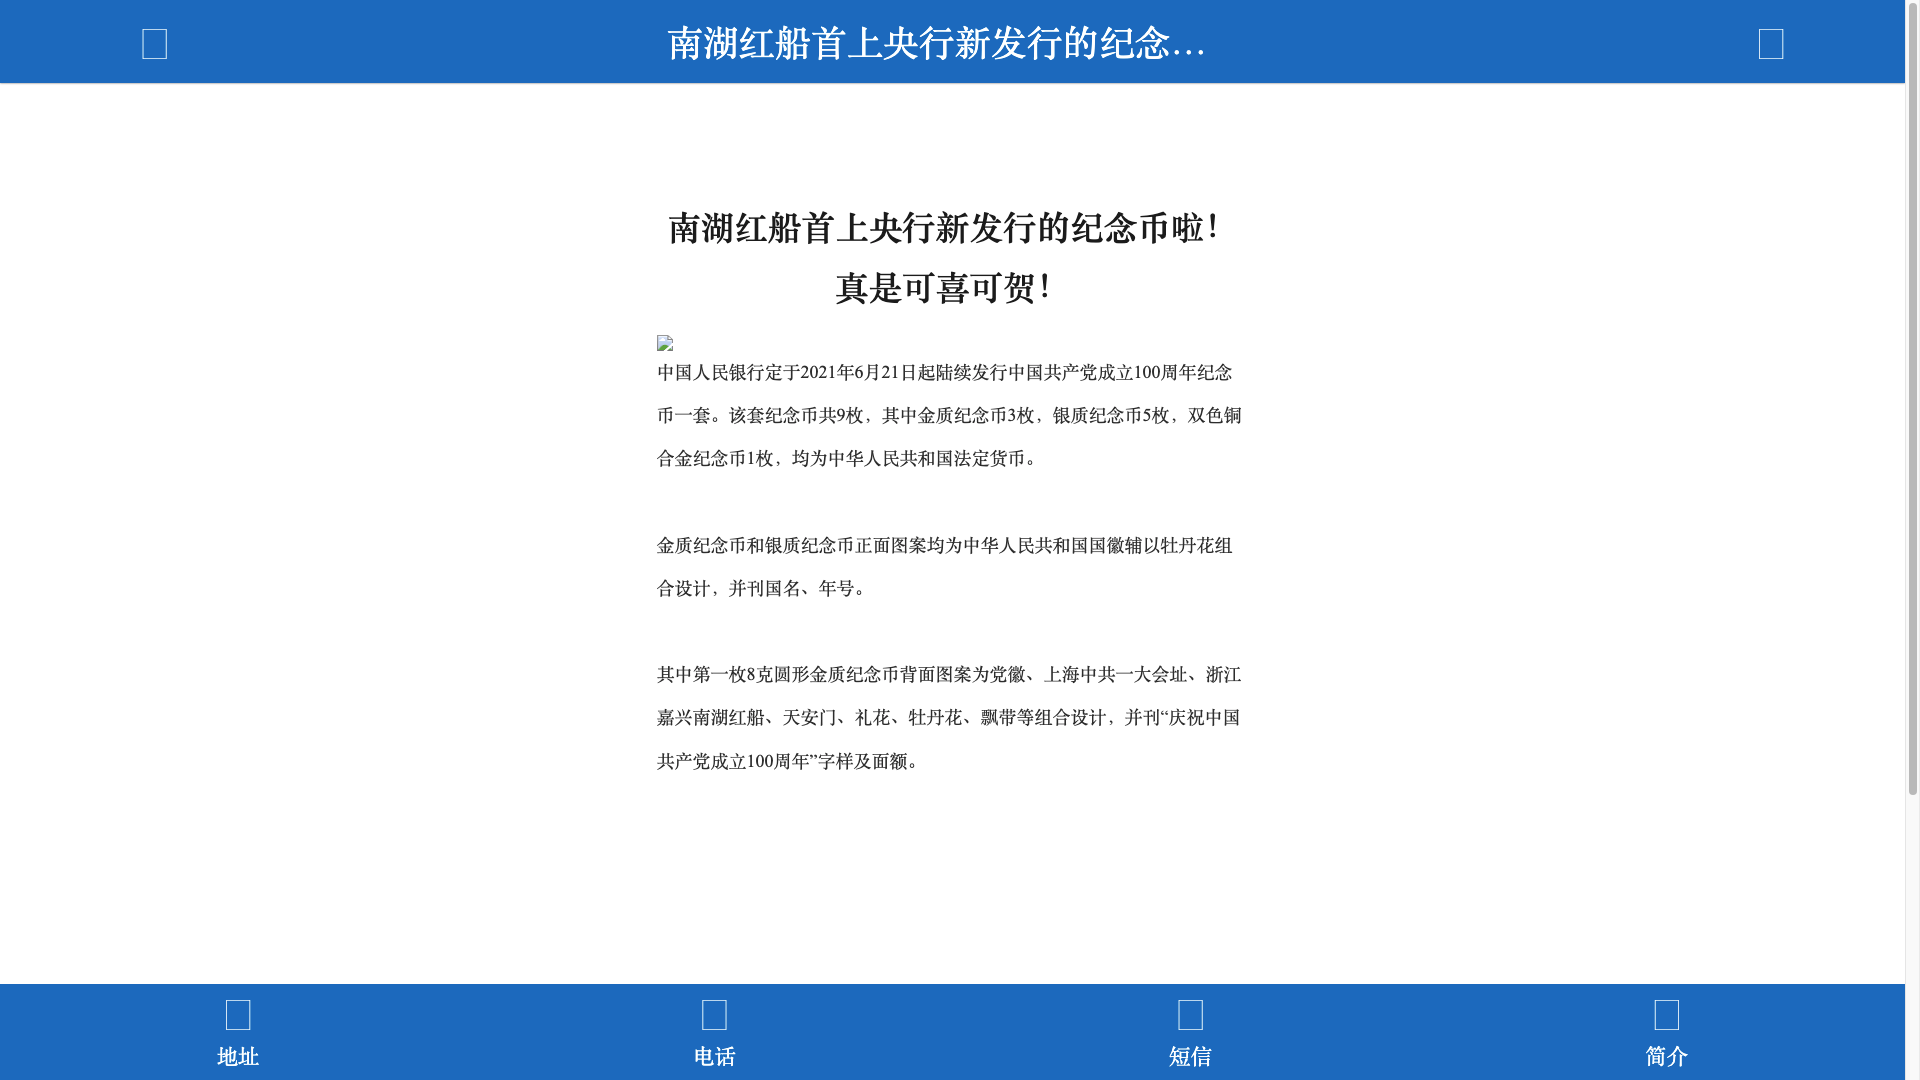 南湖红船首上央行新发行的纪念...
南湖红船首上央行新发行的纪念币啦！
真是可喜可贺！
中国人民银行定于2021年6月21日起陆续发行中国共产党成立100周年纪念
币一套。该套纪念币共9枚，其中金质纪念币3枚，银质纪念币5枚，双色铜
合金纪念币1枚，均为中华人民共和国法定货币。
金质纪念币和银质纪念币正面图案均为中华人民共和国国徽辅以牡丹花组
合设计，并刊国名、年号。
其中第一枚8克圆形金质纪念币背面图案为党徽、上海中共一大会址、浙江
嘉兴南湖红船、天安门、礼花、牡丹花、飘带等组合设计，并刊“庆祝中国
共产党成立100周年”字样及面额。
地址
电话
短信
简介